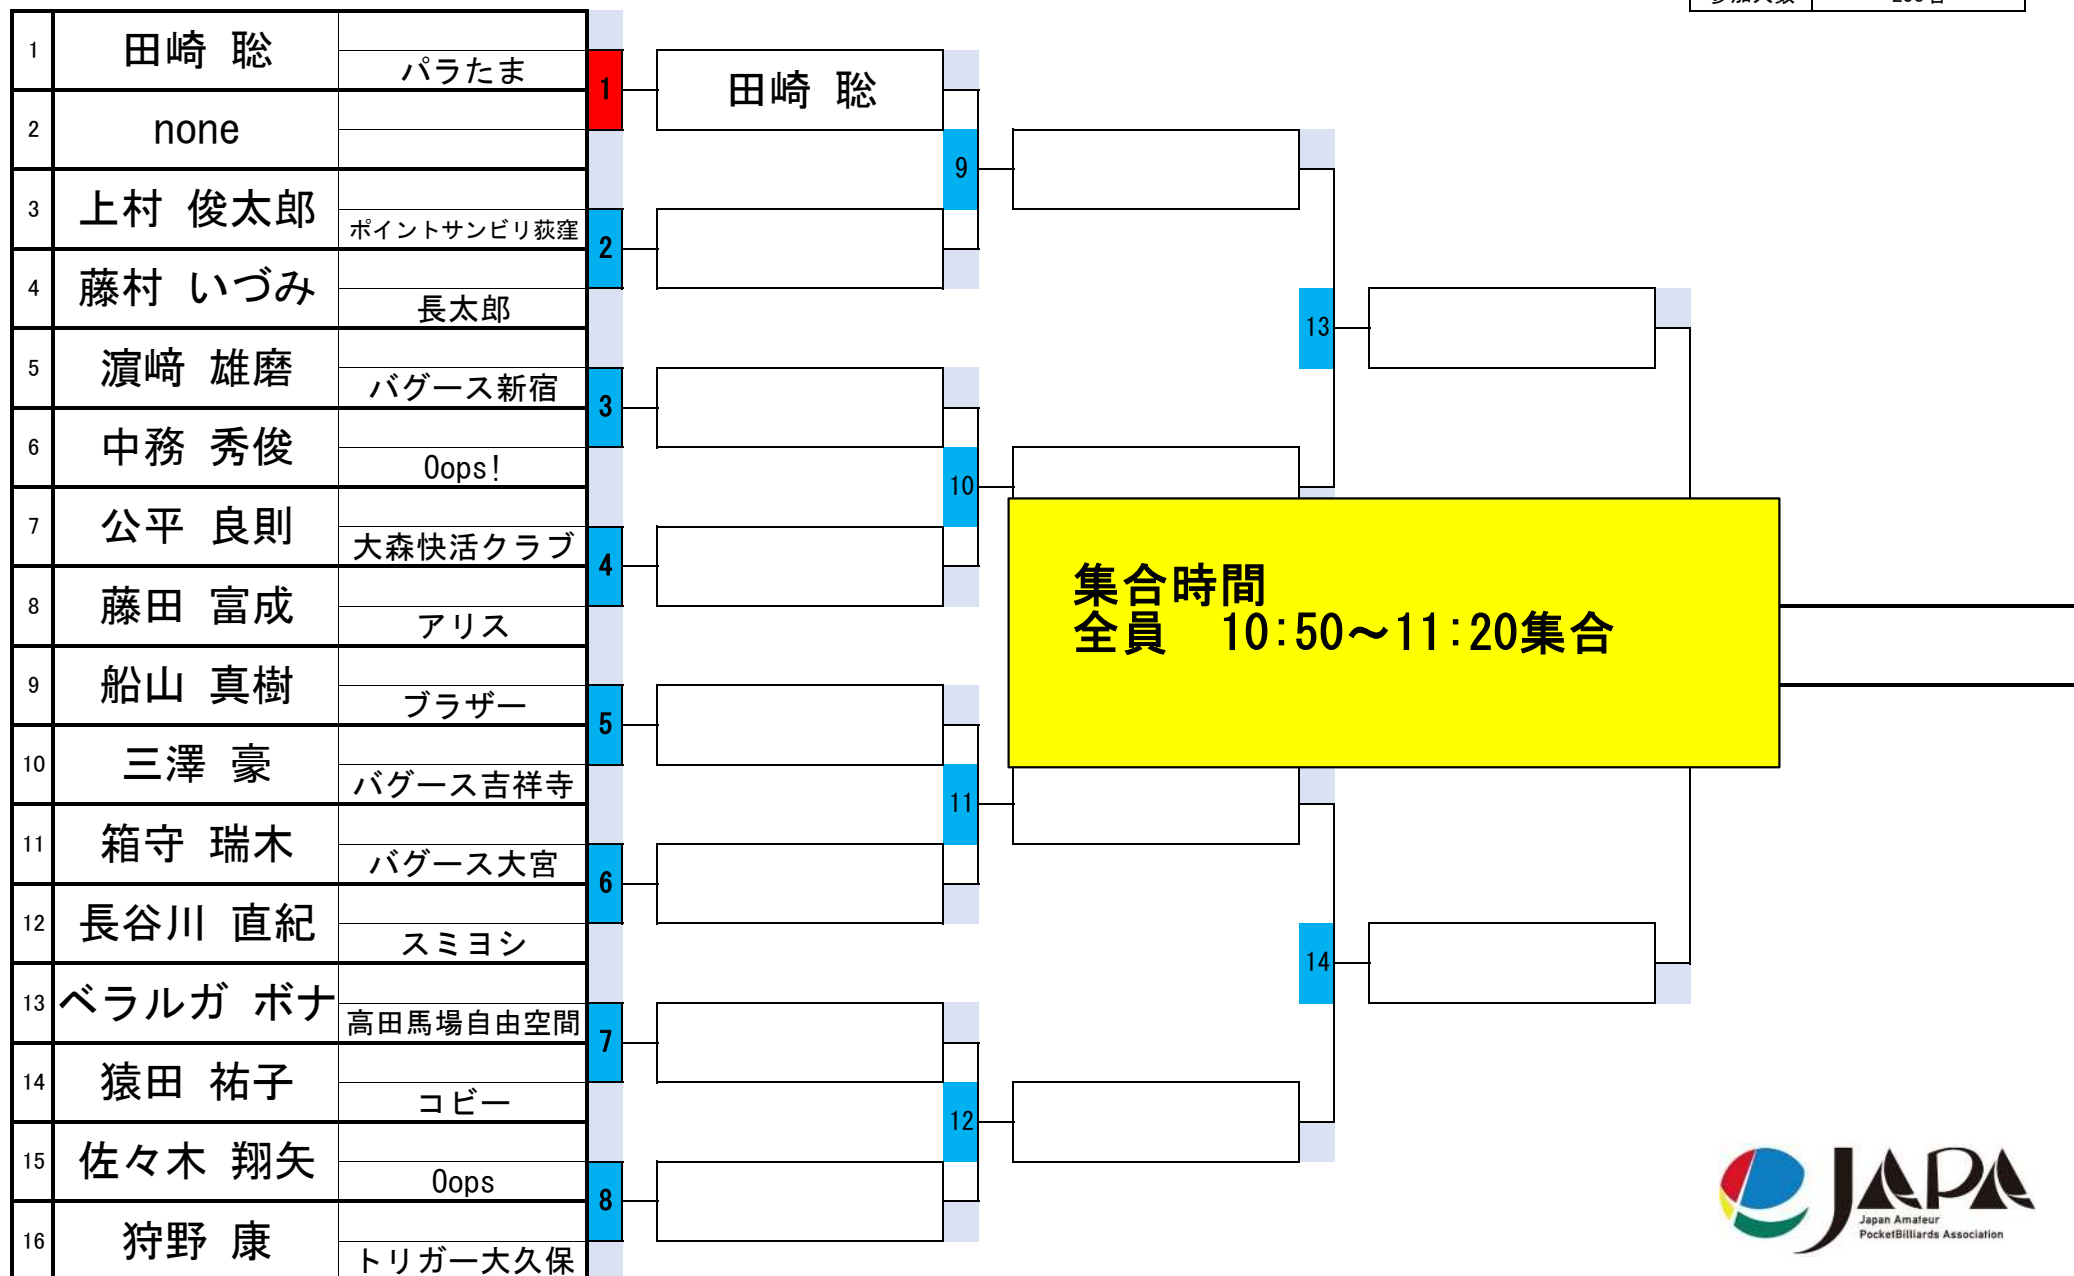 1 田崎 聡
パラたま
2 none
3 上村 俊太郎
ポイントサンビリ荻窪
4 藤村 いづみ
長太郎
5 濵﨑 雄磨
バグース新宿
6 中務 秀俊
Oops!
7 公平 良則
大森快活クラブ
8 藤田 富成
アリス
9 船山 真樹
ブラザー
10 三澤 豪
バグース吉祥寺
11 箱守 瑞木
バグース大宮
12 長谷川 直紀
スミヨシ
13 ベラルガ ボナ
高田馬場自由空間
14 猿田 祐子
コビー
15 佐々木 翔矢
Oops
16 狩野 康
トリガー大久保
1
2
3
4
5
6
7
8
田崎 聡
9
10
11
12
13
14
集合時間
全員 10:50～11:20集合
JAPA
Japan Amateur
PocketBilliards Association